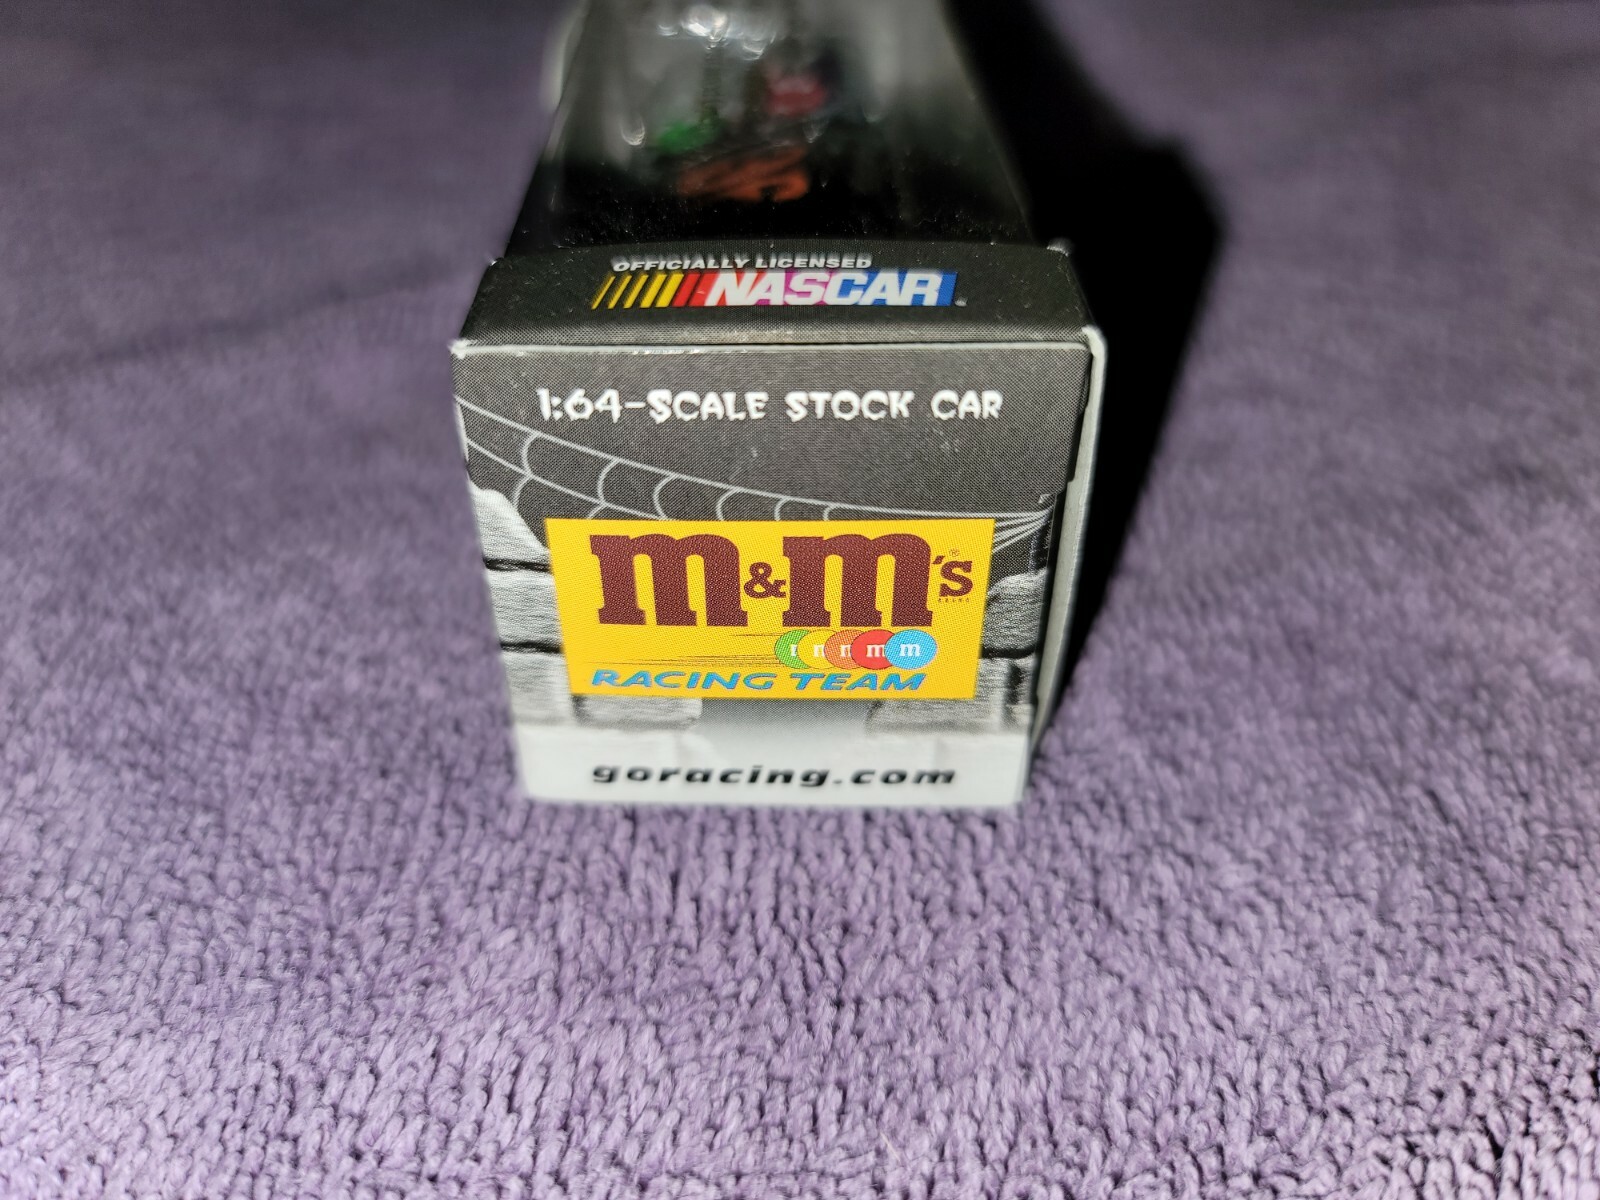 OFFICIALLY LICENSED
NASCAR
1:64-SCALE STOCK CAR
m&m's
m m
RACING TEAM
goracing.com